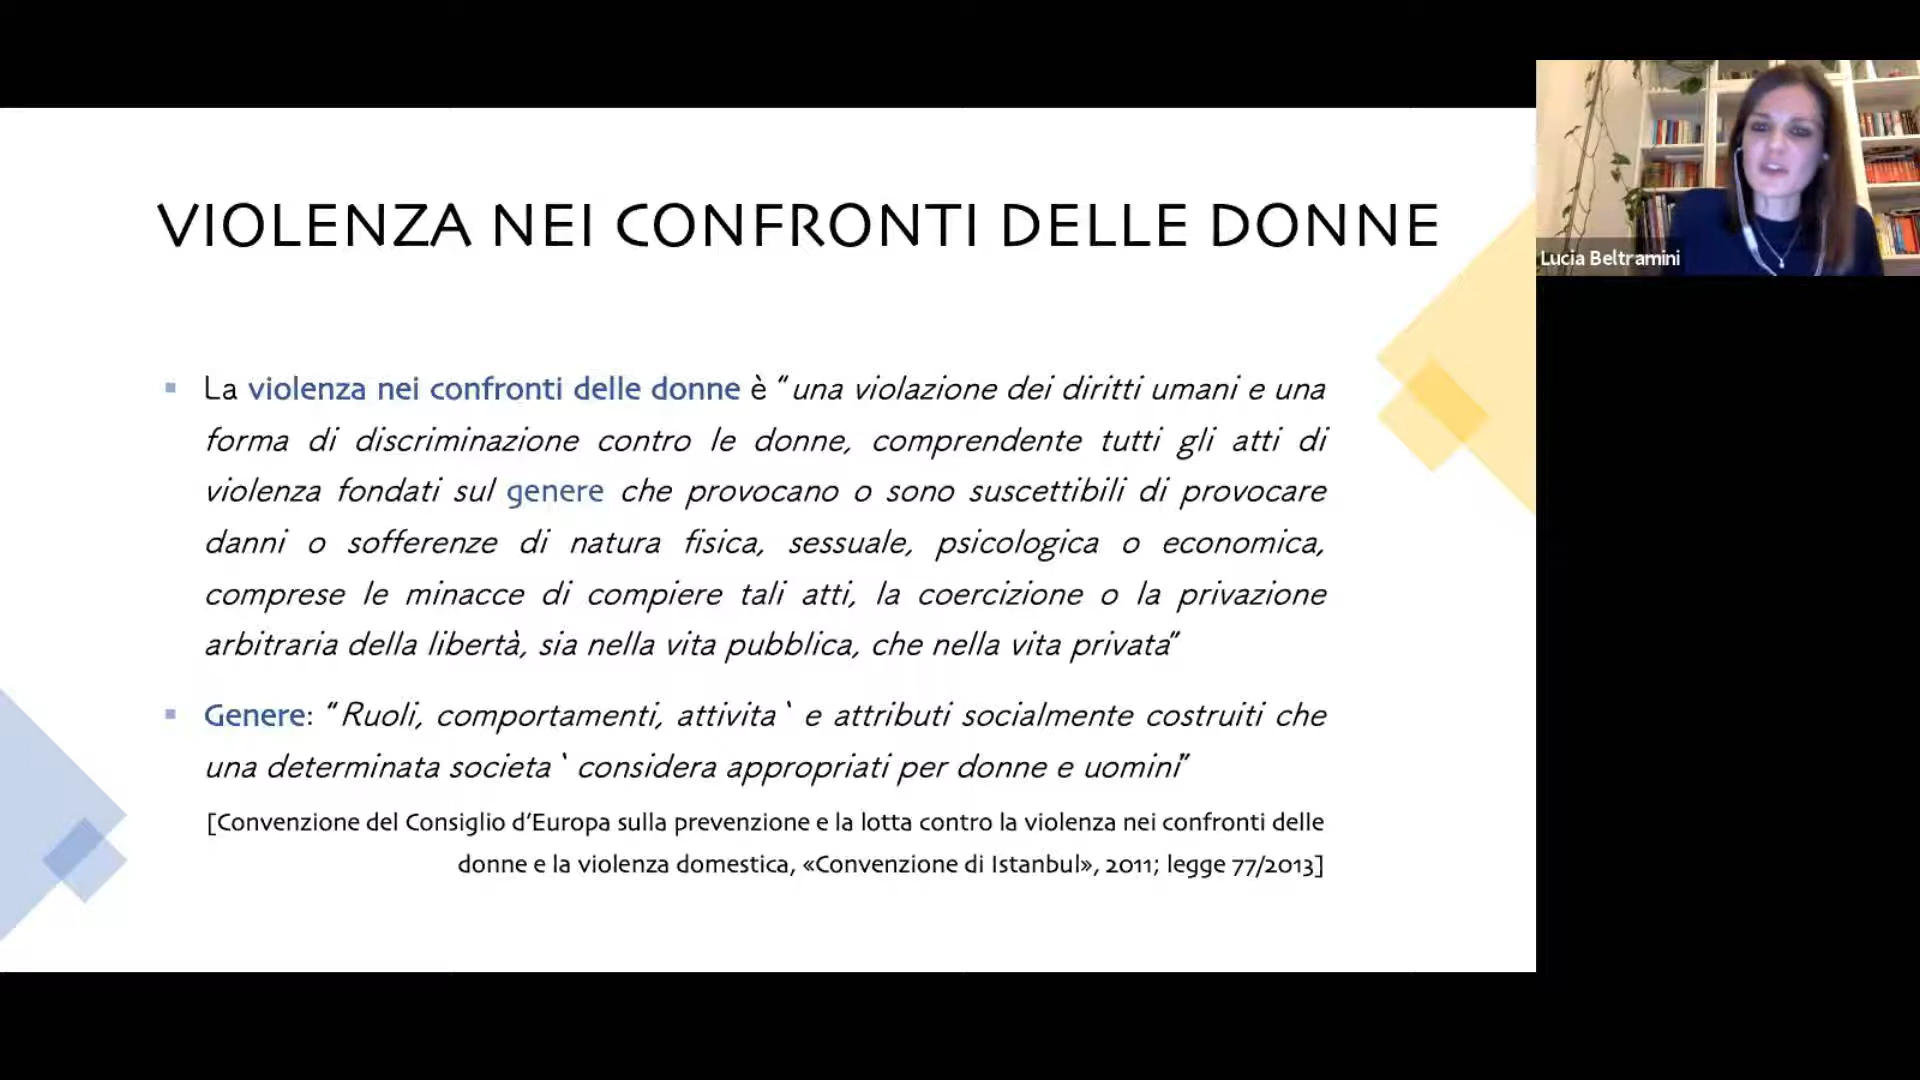 VIOLENZA NEI CONFRONTI DELLE DONNE
Lucia Beltramini
▪ La violenza nei confronti delle donne è “una violazione dei diritti umani e una
forma di discriminazione contro le donne, comprendente tutti gli atti di
violenza fondati sul genere che provocano o sono suscettibili di provocare
danni o sofferenze di natura fisica, sessuale, psicologica o economica,
comprese le minacce di compiere tali atti, la coercizione o la privazione
arbitraria della libertà, sia nella vita pubblica, che nella vita privata”
▪ Genere: “Ruoli, comportamenti, attivita` e attributi socialmente costruiti che
una determinata societa` considera appropriati per donne e uomini”
[Convenzione del Consiglio d’Europa sulla prevenzione e la lotta contro la violenza nei confronti delle
donne e la violenza domestica, «Convenzione di Istanbul», 2011; legge 77/2013]